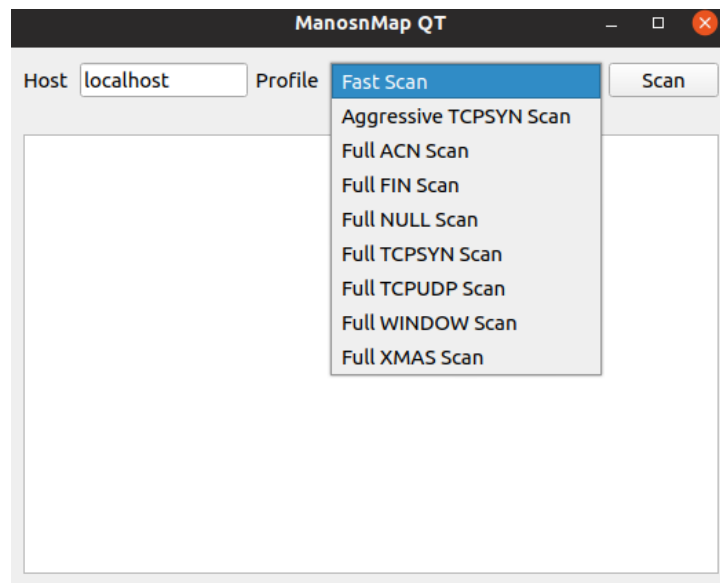 ManosnMap QT
Host localhost Profile Fast Scan Scan
Aggressive TCPSYN Scan
Full ACN Scan
Full FIN Scan
Full NULL Scan
Full TCPSYN Scan
Full TCPUDP Scan
Full WINDOW Scan
Full XMAS Scan